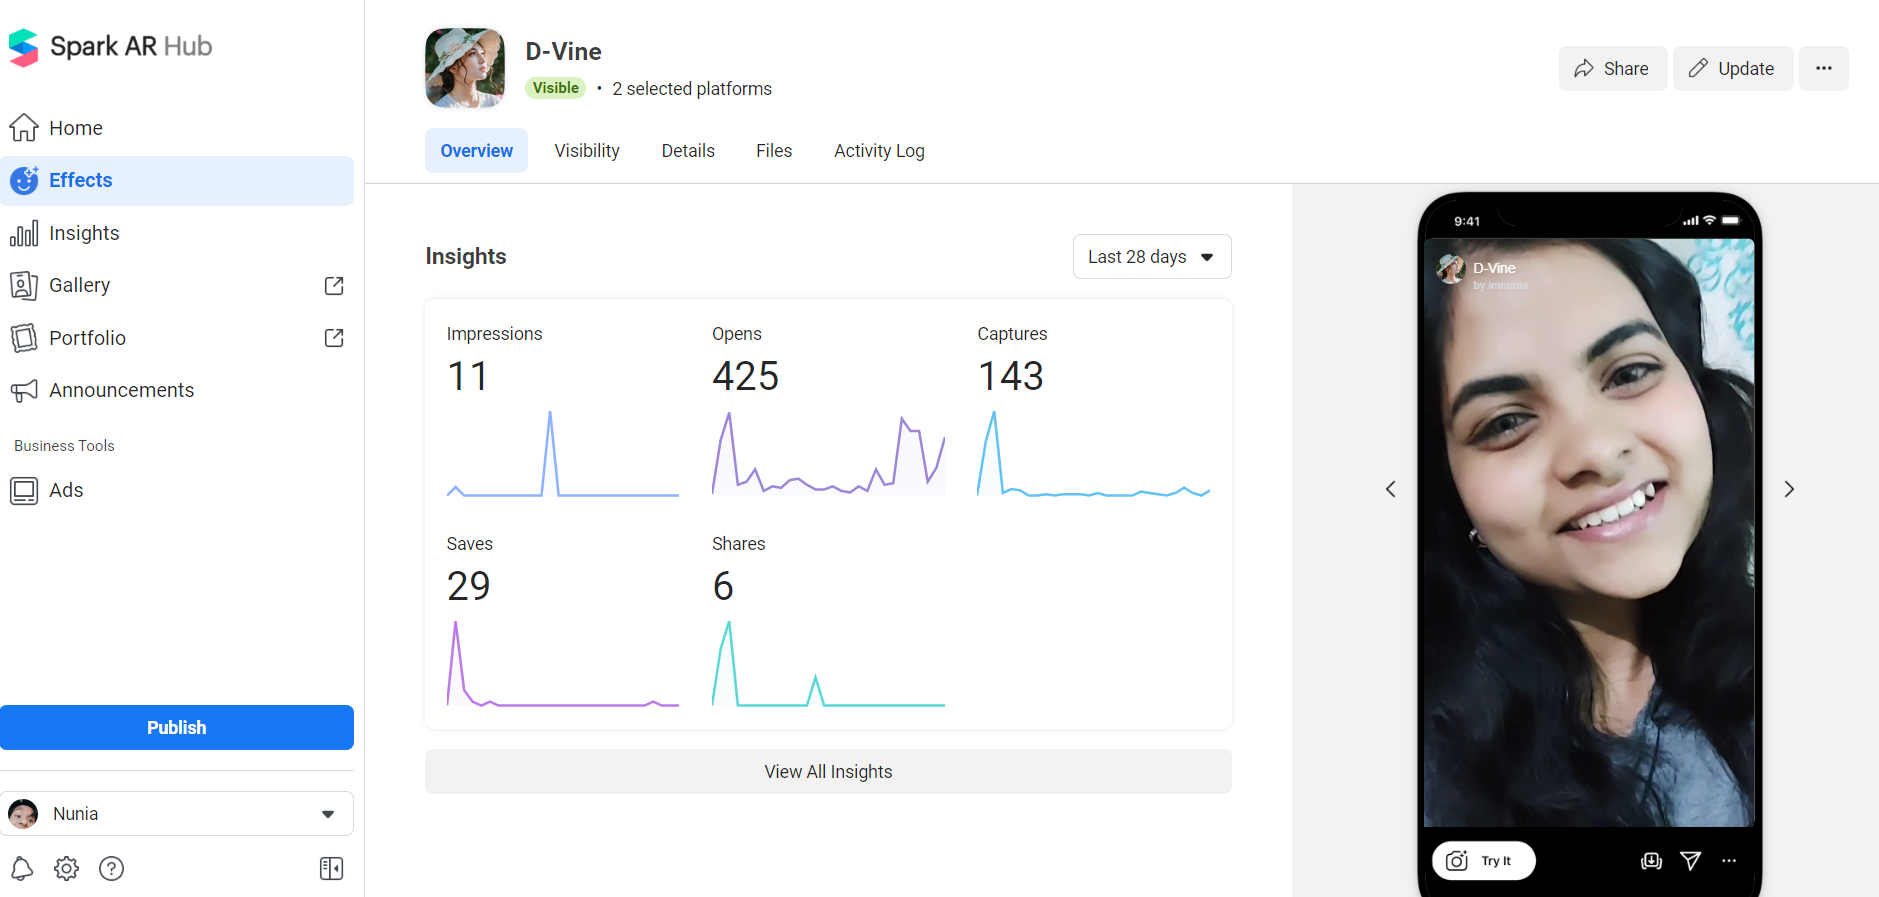 Spark AR Hub
Home
Effects
Insights
Gallery
Portfolio
Announcements
Business Tools
Ads
Publish
Nunia
D-Vine
Visible • 2 selected platforms
Share
Update
Overview
Visibility
Details
Files
Activity Log
Insights
Last 28 days
Impressions
11
Opens
425
Captures
143
Saves
29
Shares
6
View All Insights
9:41
D-Vine
by imnunia
Try It